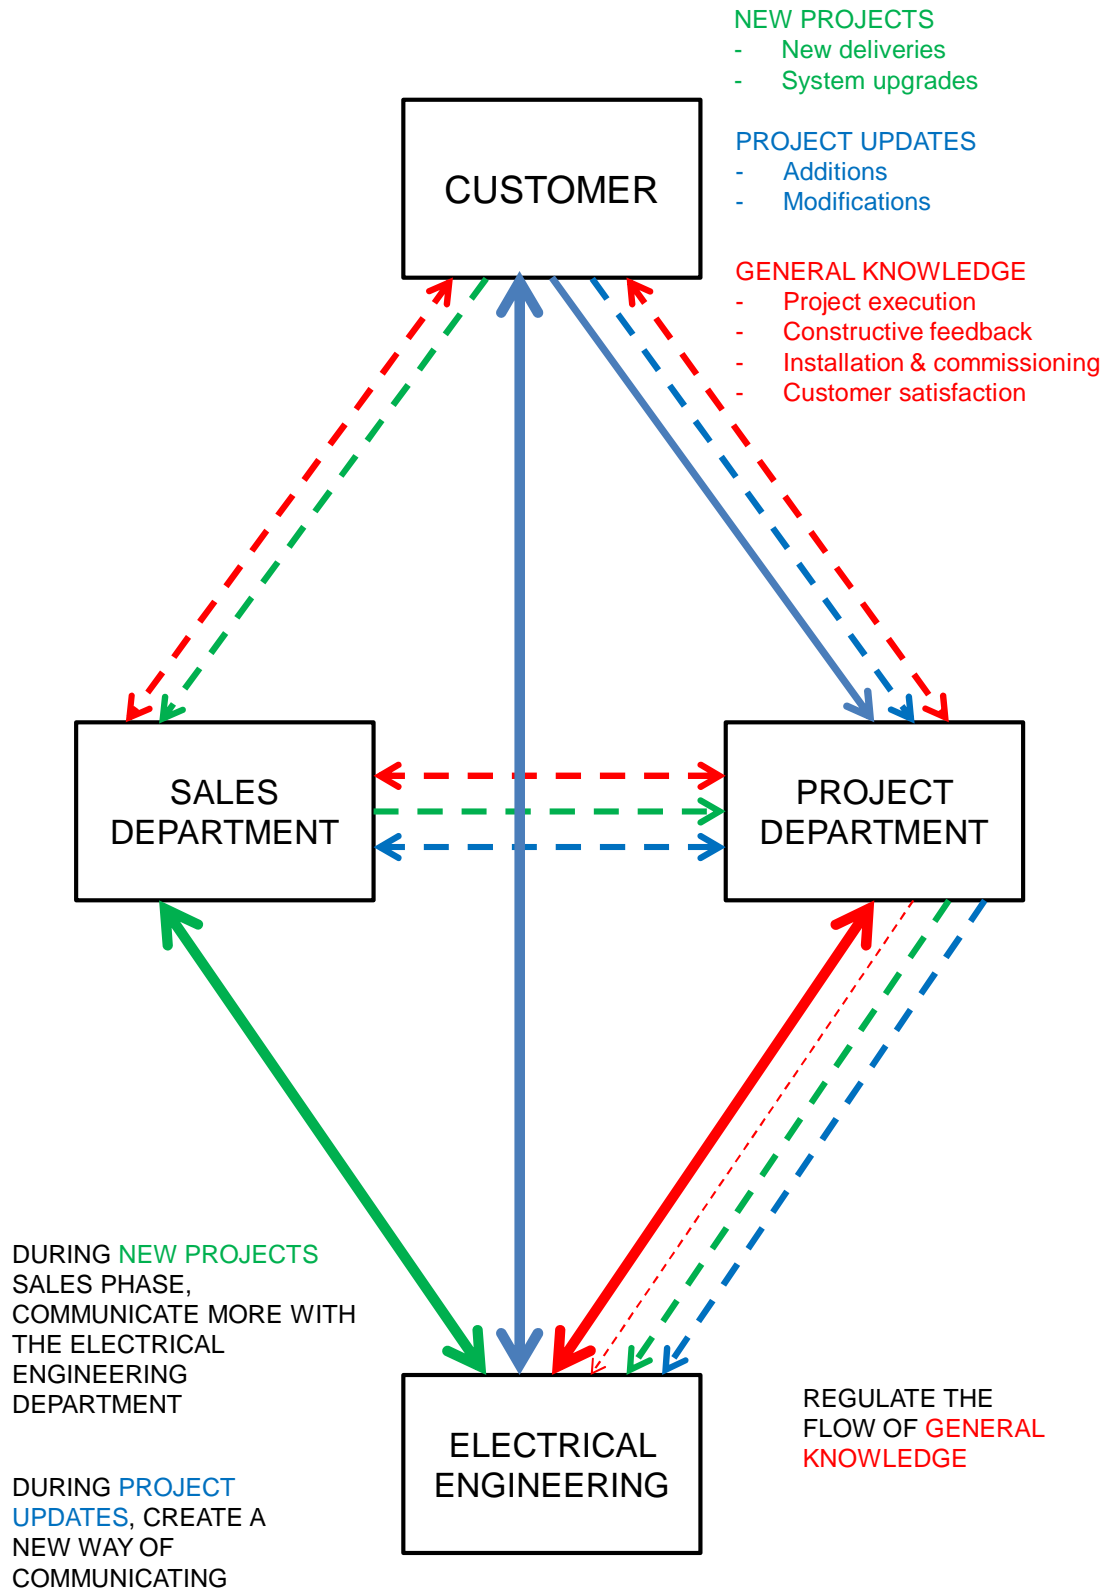 NEW PROJECTS
- New deliveries
- System upgrades
PROJECT UPDATES
- Additions
- Modifications
GENERAL KNOWLEDGE
- Project execution
- Constructive feedback
- Installation & commissioning
- Customer satisfaction
CUSTOMER
SALES
DEPARTMENT
PROJECT
DEPARTMENT
DURING NEW PROJECTS
SALES PHASE,
COMMUNICATE MORE WITH
THE ELECTRICAL
ENGINEERING
DEPARTMENT
DURING PROJECT
UPDATES, CREATE A
NEW WAY OF
COMMUNICATING
ELECTRICAL
ENGINEERING
REGULATE THE
FLOW OF GENERAL
KNOWLEDGE